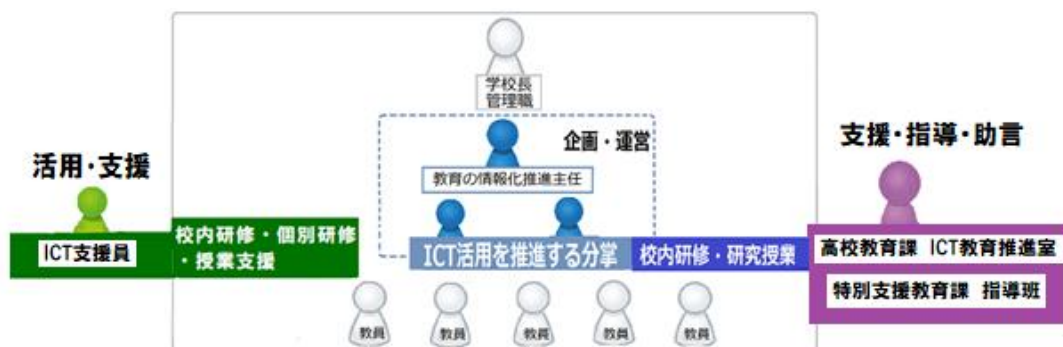 学校長
管理職
企画・運営
教育の情報化推進主任
活用・支援
ICT支援員
校内研修・個別研修
・授業支援
ICT活用を推進する分掌
校内研修・研究授業
支援・指導・助言
高校教育課 ICT教育推進室
特別支援教育課 指導班
教員
教員
教員
教員
教員